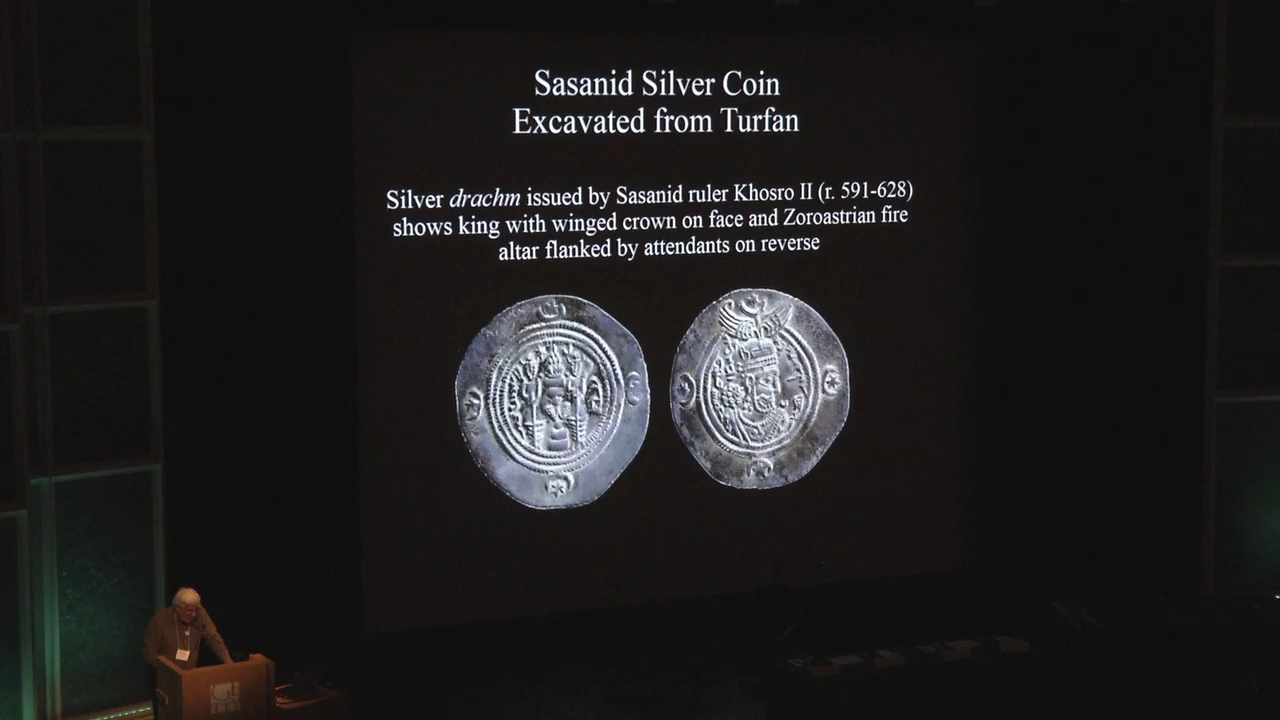 Sasanid Silver Coin
Excavated from Turfan
Silver drachm issued by Sasanid ruler Khosro II (r. 591-628)
shows king with winged crown on face and Zoroastrian fire
altar flanked by attendants on reverse